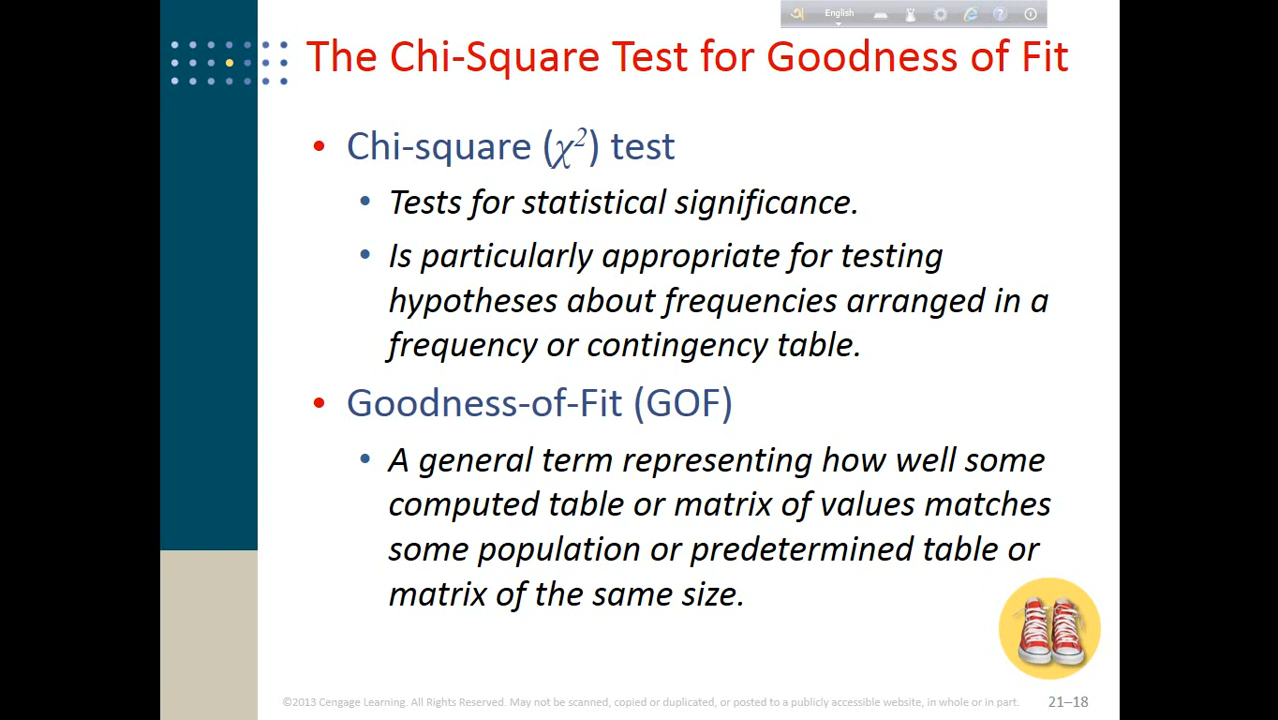 English
The Chi-Square Test for Goodness of Fit
• Chi-square (χ²) test
• Tests for statistical significance.
• Is particularly appropriate for testing
hypotheses about frequencies arranged in a
frequency or contingency table.
• Goodness-of-Fit (GOF)
• A general term representing how well some
computed table or matrix of values matches
some population or predetermined table or
matrix of the same size.
©2013 Cengage Learning. All Rights Reserved. May not be scanned, copied or duplicated, or posted to a publicly accessible website, in whole or in part.
21–18